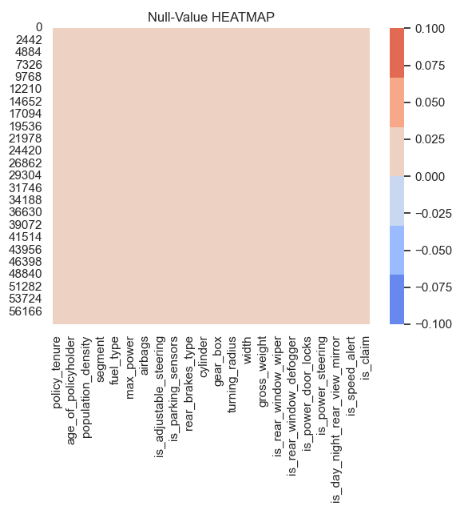 Null-Value HEATMAP
0
2442
4884
7326
9768
12210
14652
17094
19536
21978
24420
26862
29304
31746
34188
36630
39072
41514
43956
46398
48840
51282
53724
56166
0.100
0.075
0.050
0.025
0.000
-0.025
-0.050
-0.075
-0.100
policy_tenure
age_of_policyholder
population_density
segment
fuel_type
max_power
airbags
is_adjustable_steering
is_parking_sensors
rear_brakes_type
cylinder
gear_box
turning_radius
width
gross_weight
is_rear_window_wiper
is_rear_window_defogger
is_power_door_locks
is_power_steering
is_day_night_rear_view_mirror
is_speed_alert
is_claim